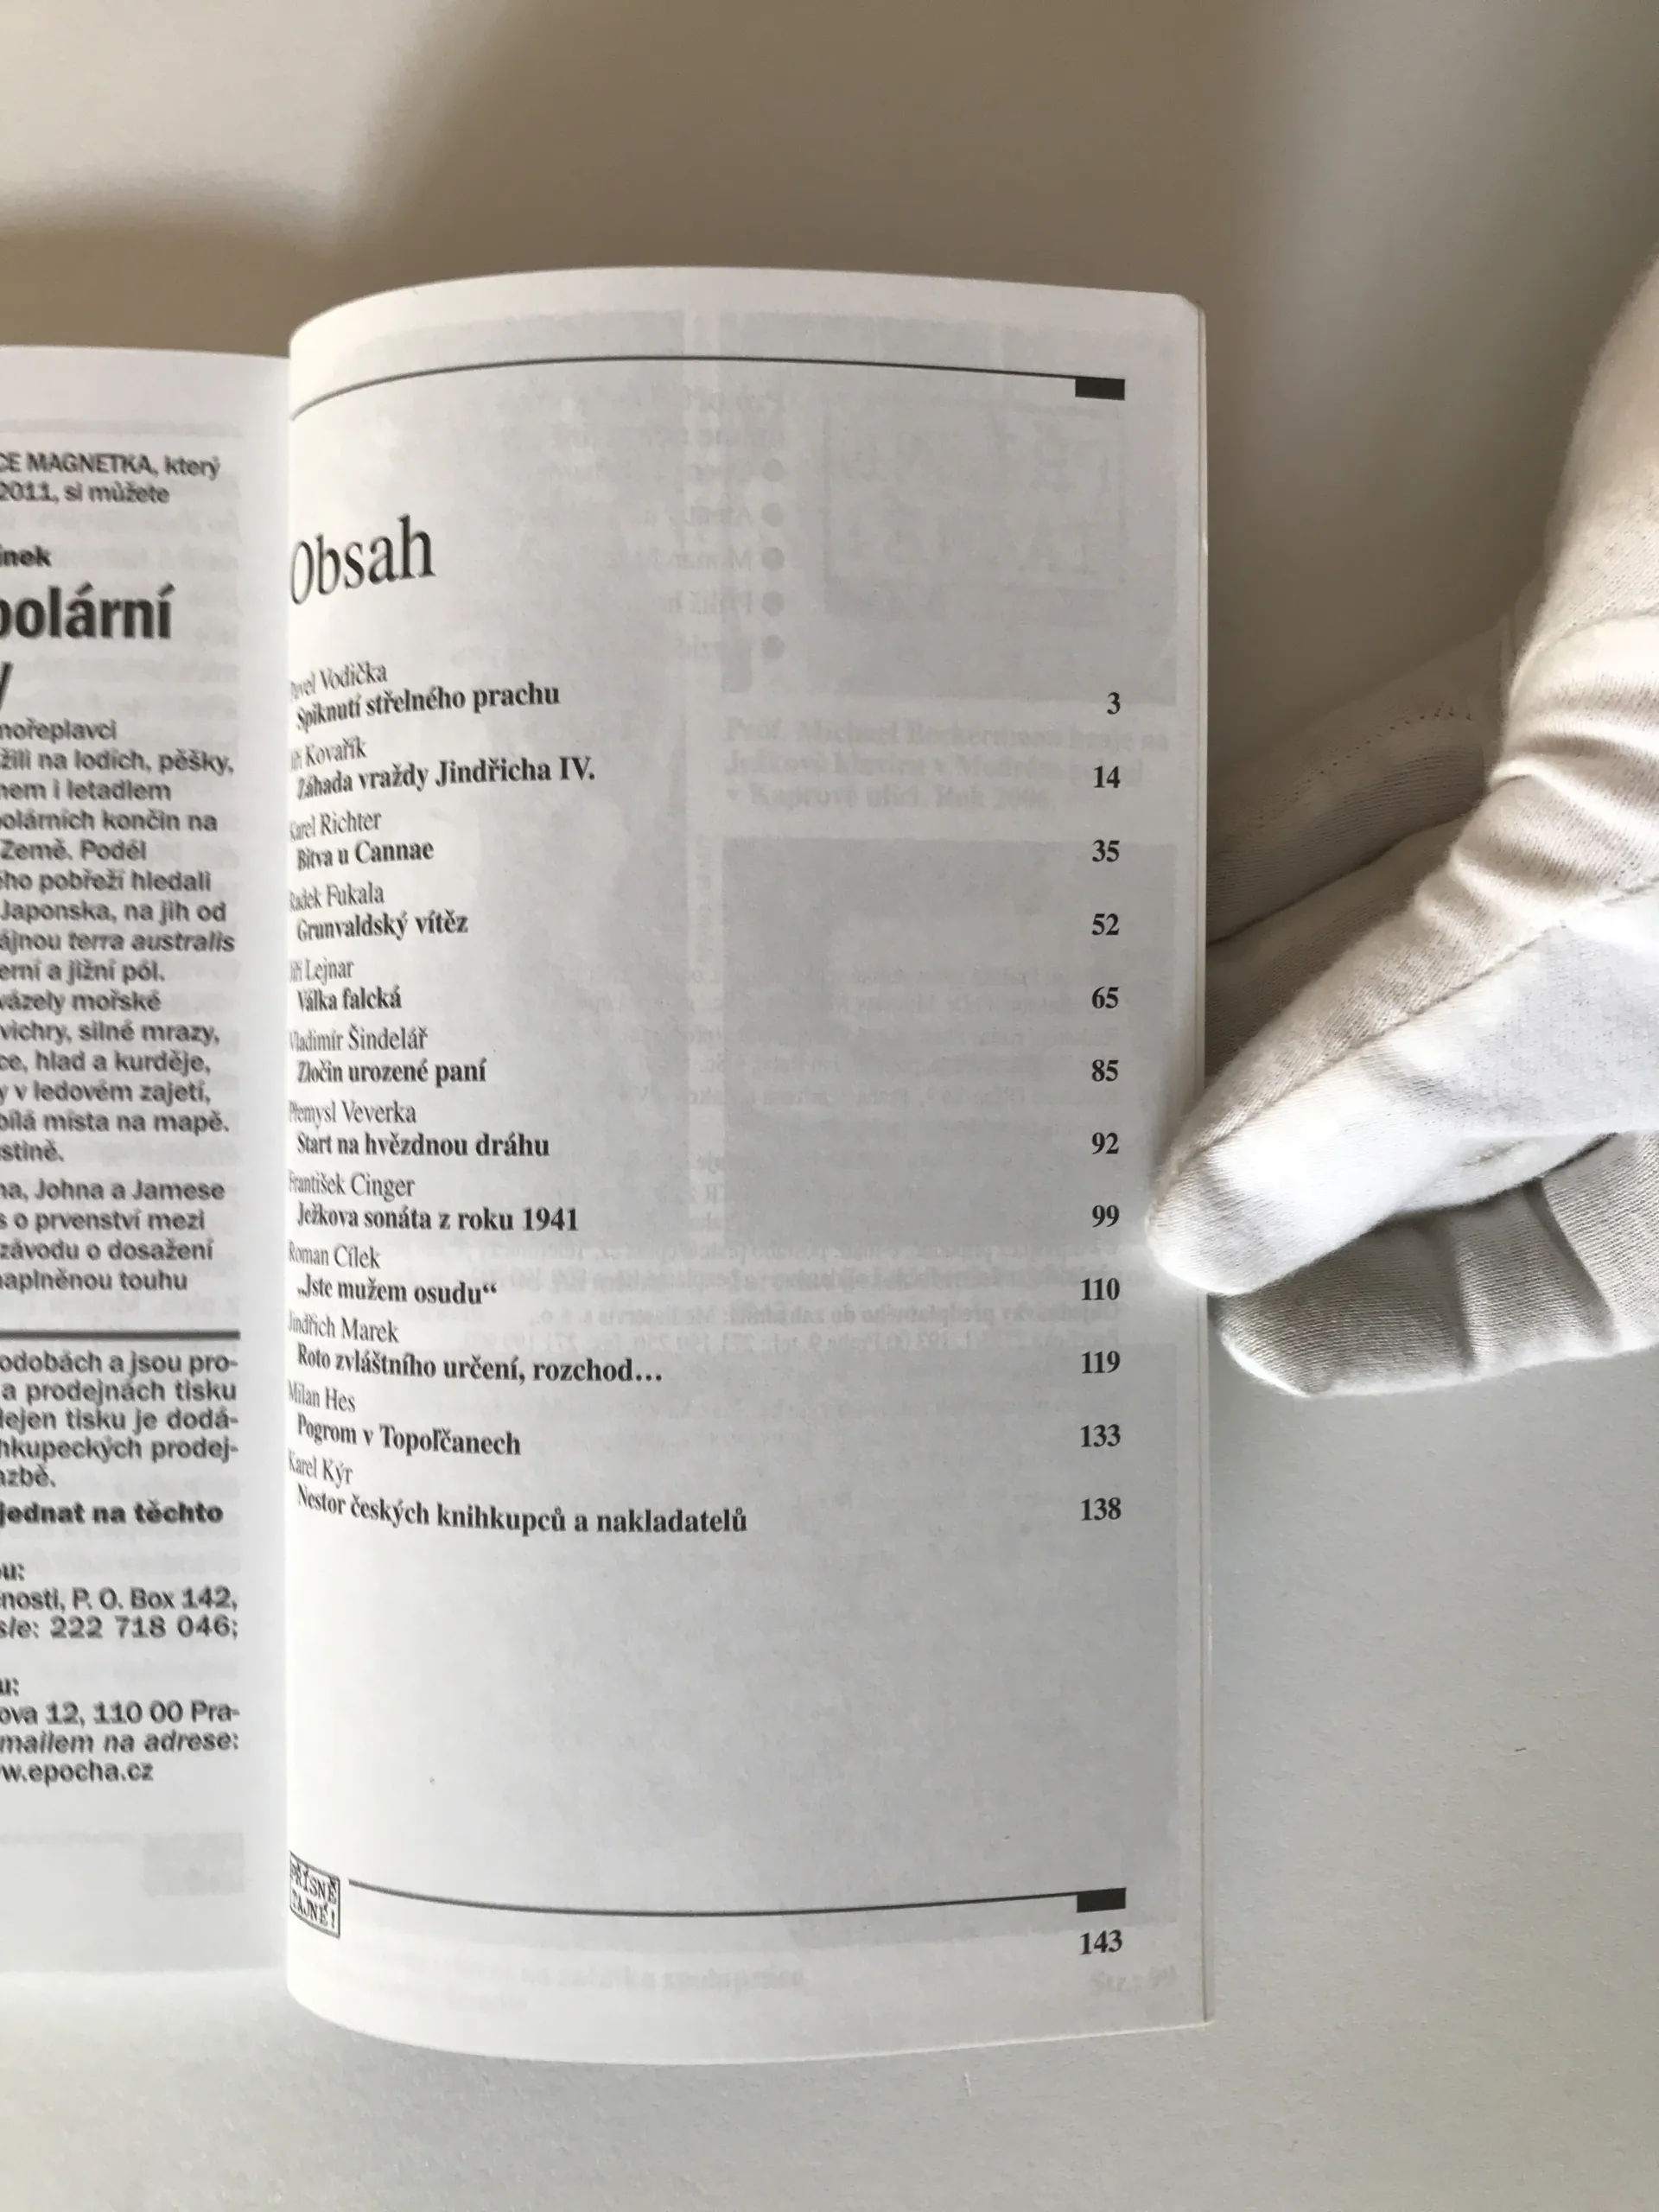 CE MAGNETKA, který
2011, si můžete
ínek
polární
y
nořeplavci
žili na lodích, pěšky,
nem i letadlem
polárních končin na
Země. Podél
ého pobřeží hledali
Japonska, na jih od
ájnou terra australis
erní a jižní pól.
vázely mořské
vichry, silné mrazy,
ce, hlad a kurděje,
y v ledovém zajetí,
bílá místa na mapě.
stině.
na, Johna a Jamese
s o prvenství mezi
závodu o dosažení
naplněnou touhu
odobách a jsou pro-
a prodejnách tisku
lejen tisku je dodá-
hkupeckých prodej-
azbě.
jednat na těchto
ou:
nosti, P. O. Box 142,
sle: 222 718 046;
u:
ova 12, 110 00 Pra-
mailem na adrese:
w.epocha.cz
Obsah
Pavel Vodička
Spiknutí střelného prachu 3
Jiří Kovařík
Záhada vraždy Jindřicha IV. 14
Karel Richter
Bitva u Cannae 35
Radek Fukala
Grunvaldský vítěz 52
Jiří Lejnar
Válka falcká 65
Vladimír Šindelář
Zločin urozené paní 85
Přemysl Veverka
Start na hvězdnou dráhu 92
František Cinger
Ježkova sonáta z roku 1941 99
Roman Cílek
„Jste mužem osudu“ 110
Jindřich Marek
Roto zvláštního určení, rozchod... 119
Milan Hes
Pogrom v Topoľčanech 133
Karel Kýr
Nestor českých knihkupců a nakladatelů 138
PŘÍSNĚ
TAJNÉ!
143